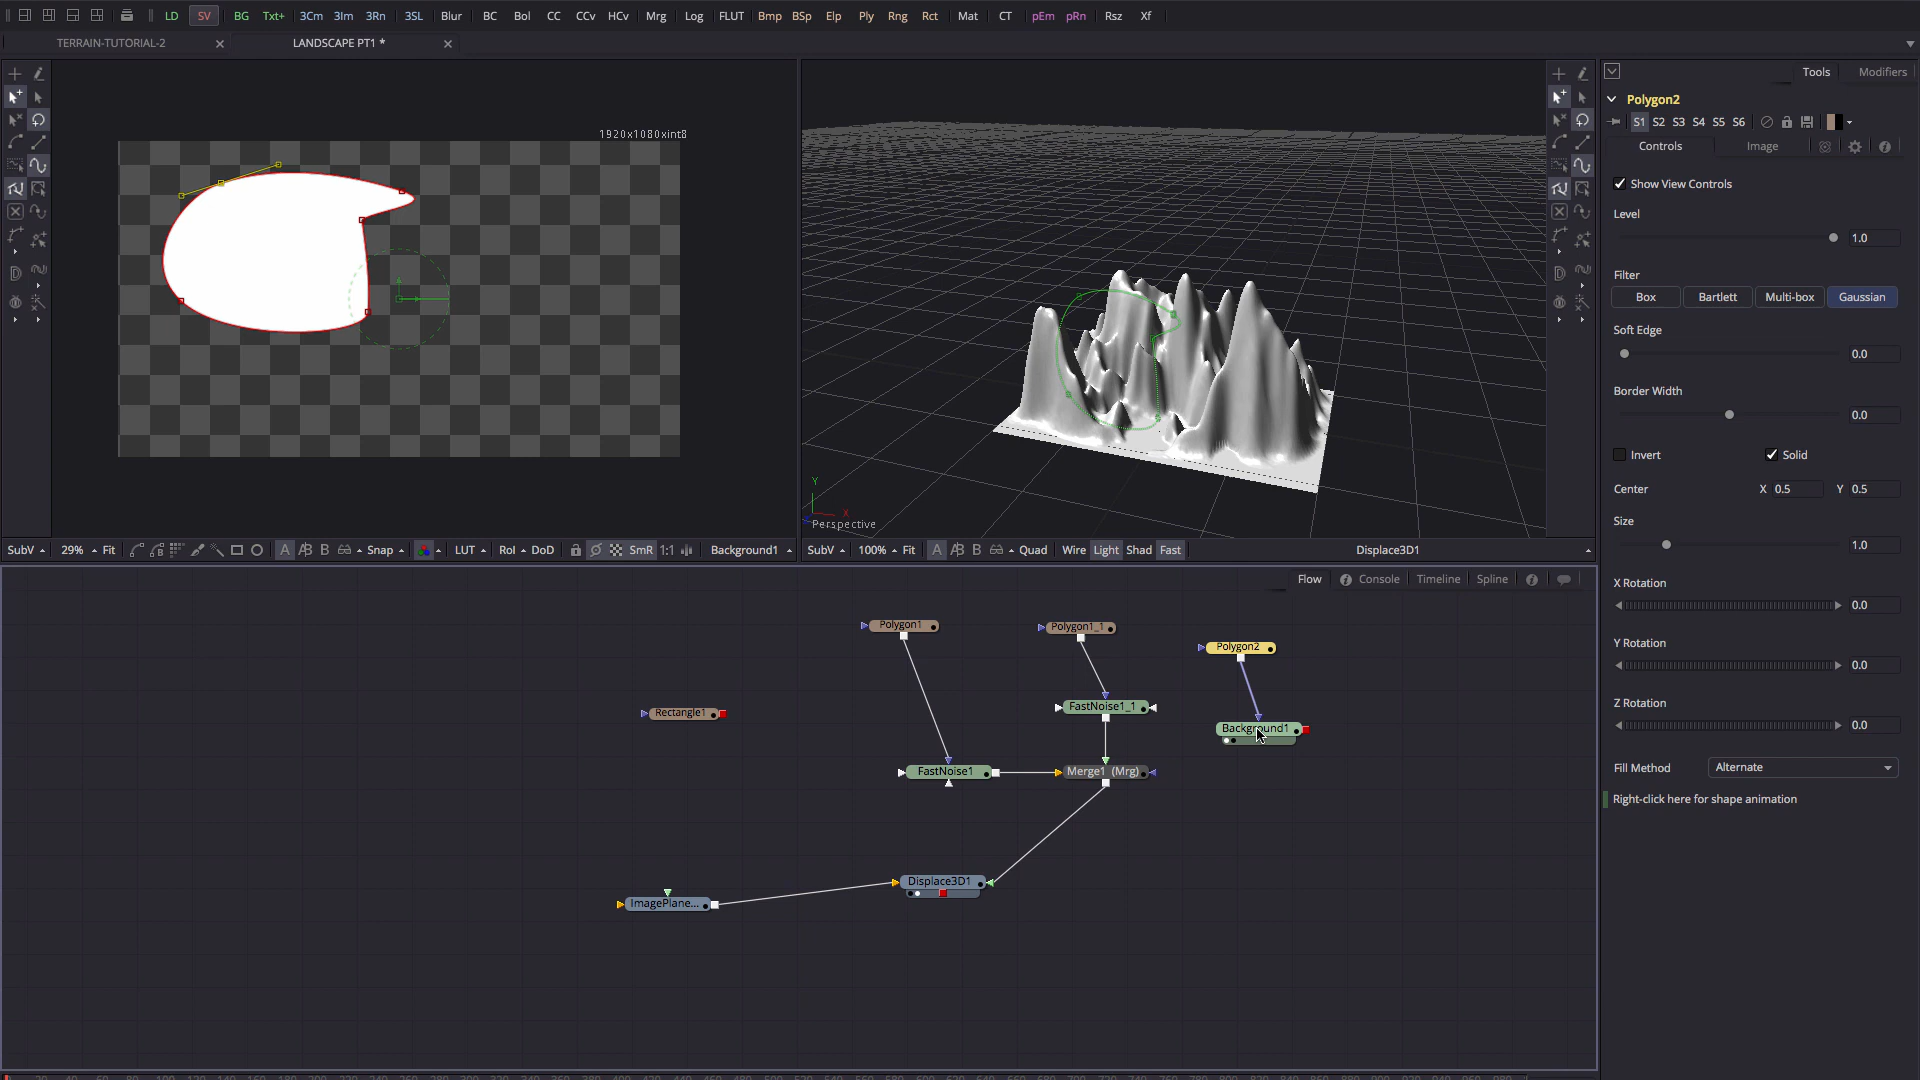 LD SV BG Txt+ 3Cm 3Im 3Rn 3SL Blur BC Bol CC CCv HCv Mrg Log FLUT Bmp BSp Elp Ply Rng Rct Mat CT pEm pRn Rsz Xf
TERRAIN-TUTORIAL-2 LANDSCAPE PT1 *
Tools Modifiers
Polygon2
S1 S2 S3 S4 S5 S6
Controls Image
1920x1080xint8
Show View Controls
Level
1.0
Filter
Box Bartlett Multi-box Gaussian
Soft Edge
0.0
Border Width
0.0
Invert Solid
Center X 0.5 Y 0.5
Size
1.0
X Rotation
0.0
Y Rotation
0.0
Z Rotation
0.0
Fill Method Alternate
Right-click here for shape animation
Y
X
Perspective
SubV 29% Fit A B Snap LUT RoI DoD SmR 1:1 Background1
SubV 100% Fit A B Quad Wire Light Shad Fast Displace3D1
Flow Console Timeline Spline
Polygon1 Polygon1_1
Polygon2
Rectangle1 FastNoise1_1
Background1
FastNoise1 Merge1 (Mrg)
Displace3D1
ImagePlane...